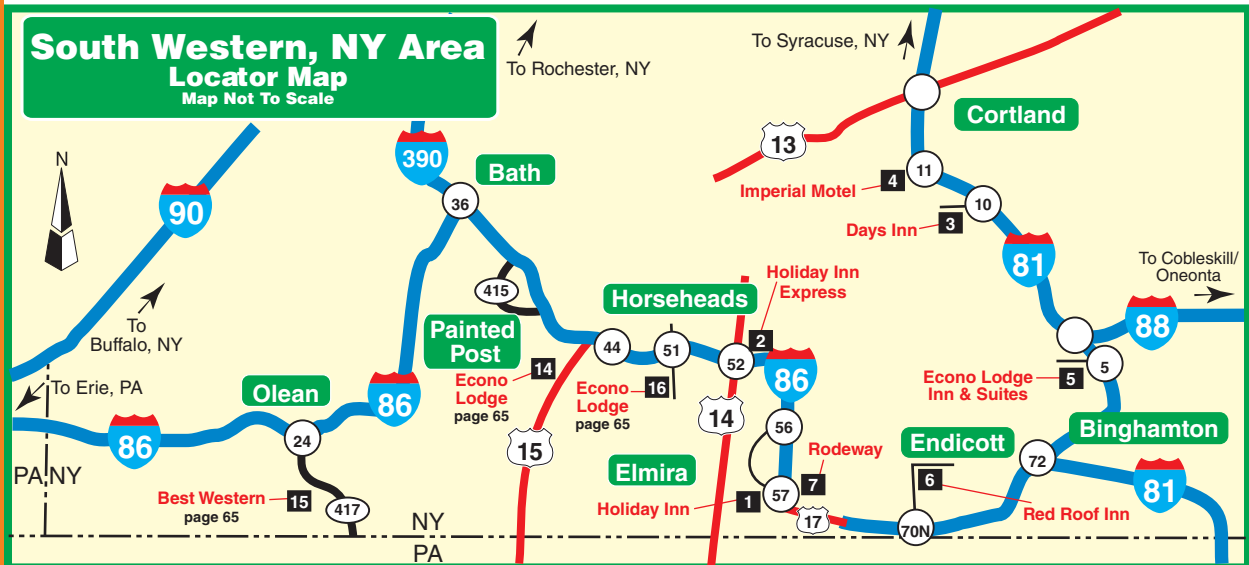 South Western, NY Area
Locator Map
Map Not To Scale
To Rochester, NY
To Syracuse, NY
Cortland
13
390
Bath
N
90
36
11
4
Imperial Motel
10
3
Days Inn
81
To Cobleskill/
Oneonta
88
To
Buffalo, NY
415
Horseheads
Holiday Inn
Express
2
Painted
Post
44
51
52
5
Econo Lodge
Inn & Suites
5
To Erie, PA
Olean
86
Econo
Lodge
page 65
14
Econo
Lodge
page 65
16
86
86
24
15
14
56
Endicott
Binghamton
PA
NY
Best Western
page 65
15
417
Elmira
Rodeway
7
Holiday Inn
1
57
17
6
72
81
Red Roof Inn
70N
NY
PA